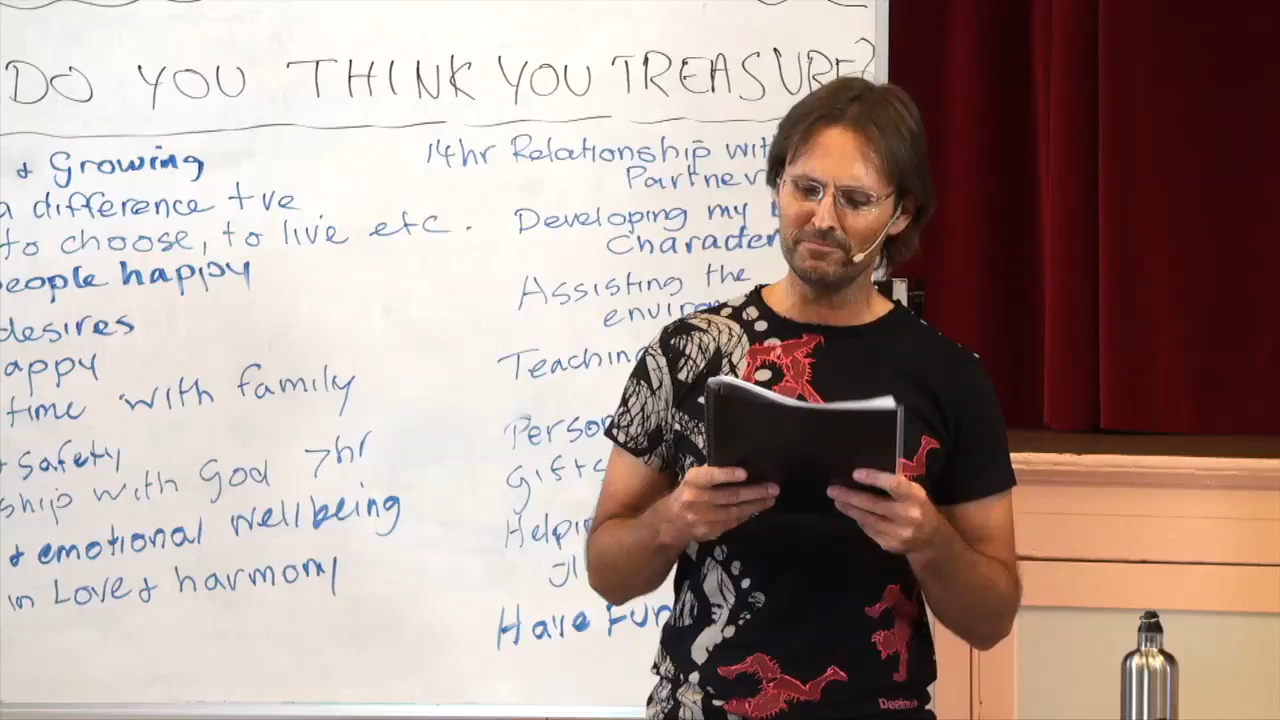 DO YOU THINK YOU TREASURE?
& Growing
a difference +ve
to choose, to live etc.
people happy
desires
appy
time with family
+ safety
ship with God 7hr
& emotional wellbeing
in Love & harmony
14hr Relationship with
Partner
Developing my
Character
Assisting the
enviro
Teaching
Person
Gifts
Helpin
Have Fun